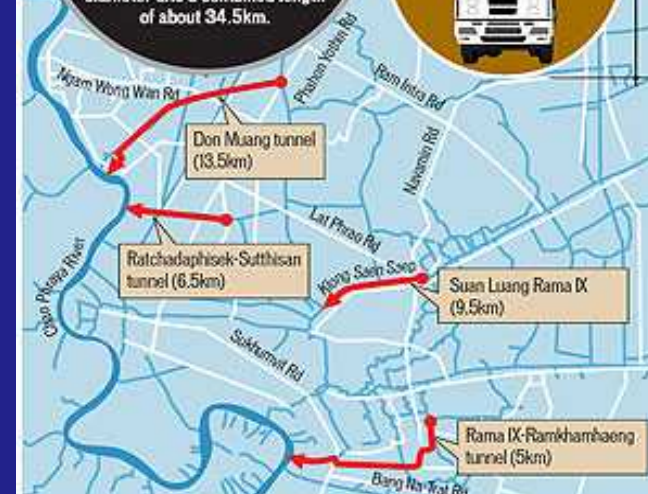 of about 34.5km.
Ngam Wong Wan Rd
Phahon Yothin Rd
Ram Intra Rd
Don Muang tunnel
(13.5km)
Navamin Rd
Lat Phrao Rd
Ratchadaphisek-Sutthisan
tunnel (6.5km)
Chao Phraya River
Klong Saep Saep
Suan Luang Rama IX
(9.5km)
Sukhumvit Rd
Rama IX-Ramkhamhaeng
tunnel (5km)
Bang Na-Trat Rd